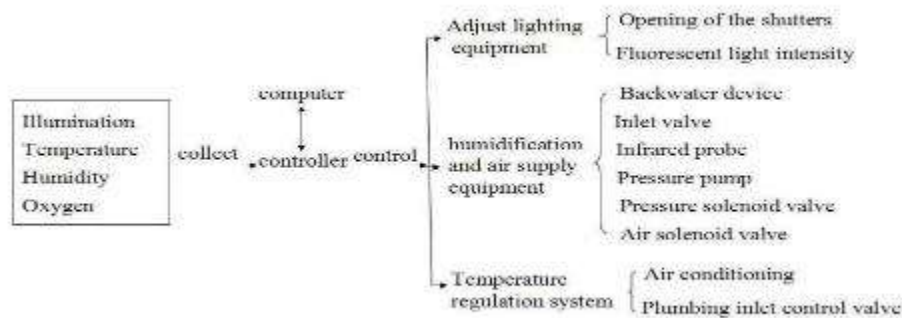 Illumination
Temperature
Humidity
Oxygen
collect
computer
controller
control
Adjust lighting
equipment
Opening of the shutters
Fluorescent light intensity
humidification
and air supply
equipment
Backwater device
Inlet valve
Infrared probe
Pressure pump
Pressure solenoid valve
Air solenoid valve
Temperature
regulation system
Air conditioning
Plumbing inlet control valve